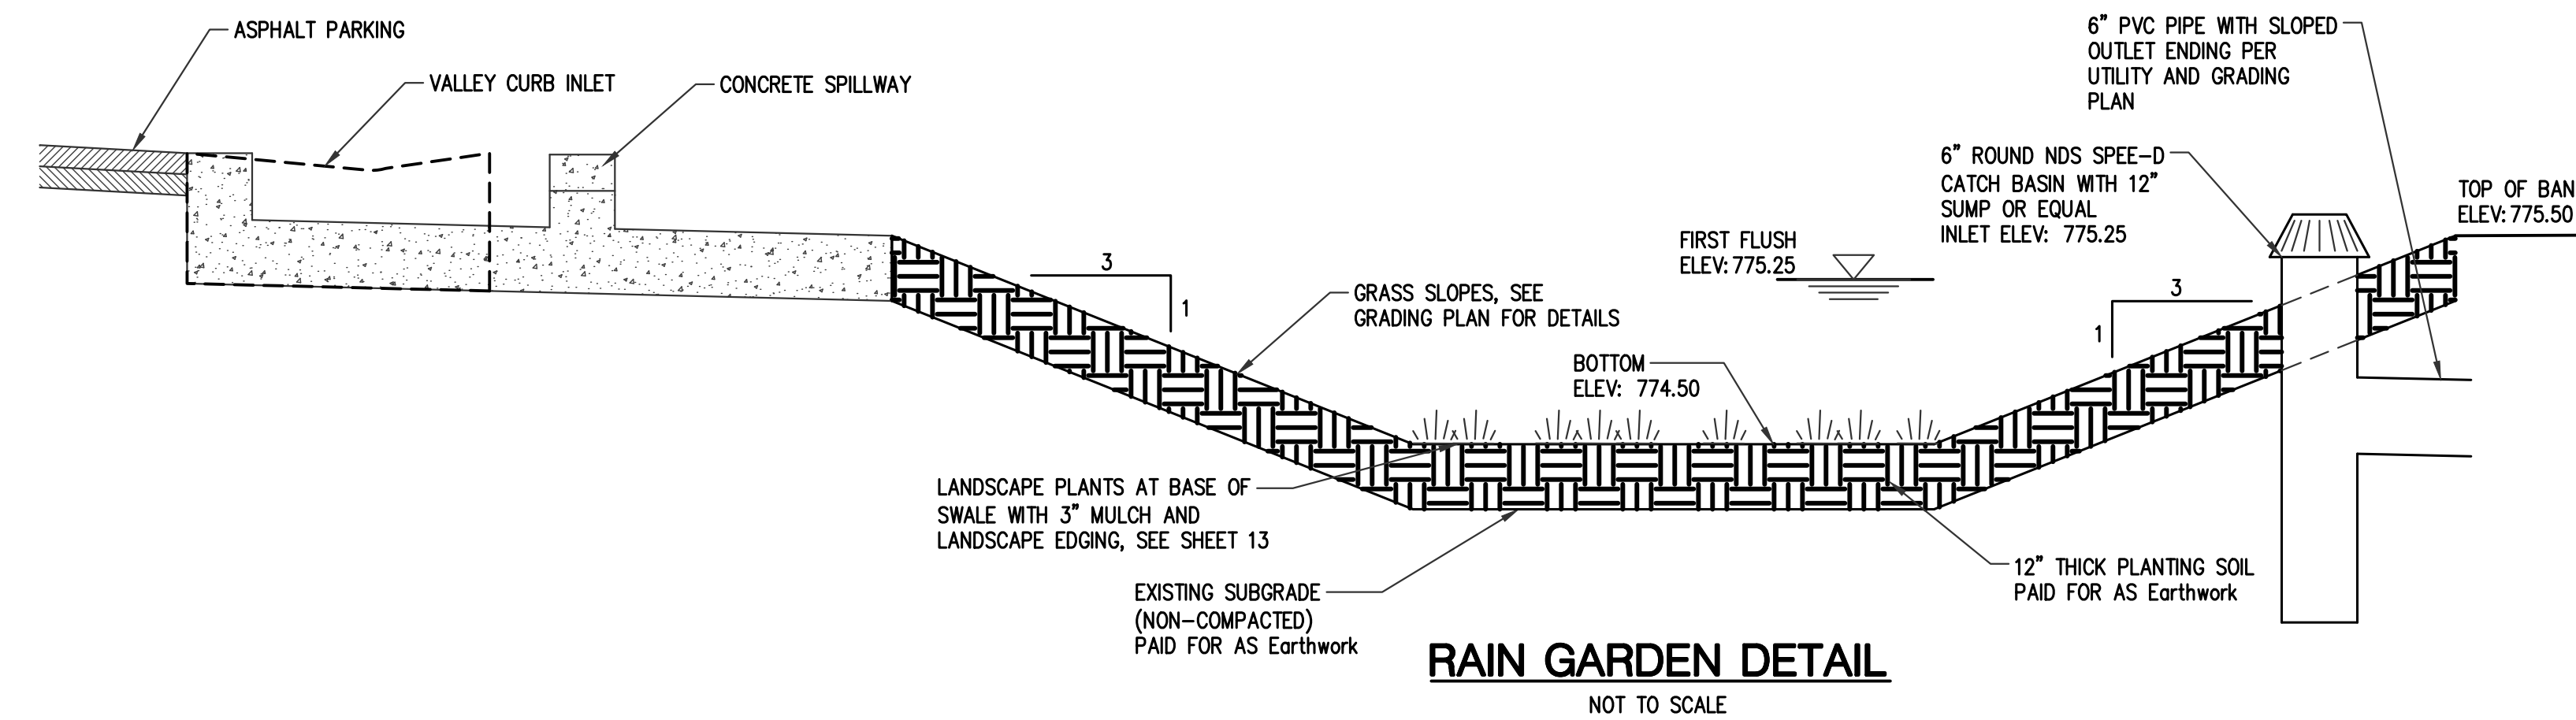 ASPHALT PARKING
VALLEY CURB INLET
CONCRETE SPILLWAY
6" PVC PIPE WITH SLOPED
OUTLET ENDING PER
UTILITY AND GRADING
PLAN
6" ROUND NDS SPEE-D
CATCH BASIN WITH 12"
SUMP OR EQUAL
INLET ELEV: 775.25
TOP OF BAN
ELEV: 775.50
FIRST FLUSH
ELEV: 775.25
3
1
GRASS SLOPES, SEE
GRADING PLAN FOR DETAILS
3
1
BOTTOM
ELEV: 774.50
LANDSCAPE PLANTS AT BASE OF
SWALE WITH 3" MULCH AND
LANDSCAPE EDGING, SEE SHEET 13
EXISTING SUBGRADE
(NON-COMPACTED)
PAID FOR AS Earthwork
12" THICK PLANTING SOIL
PAID FOR AS Earthwork
RAIN GARDEN DETAIL
NOT TO SCALE